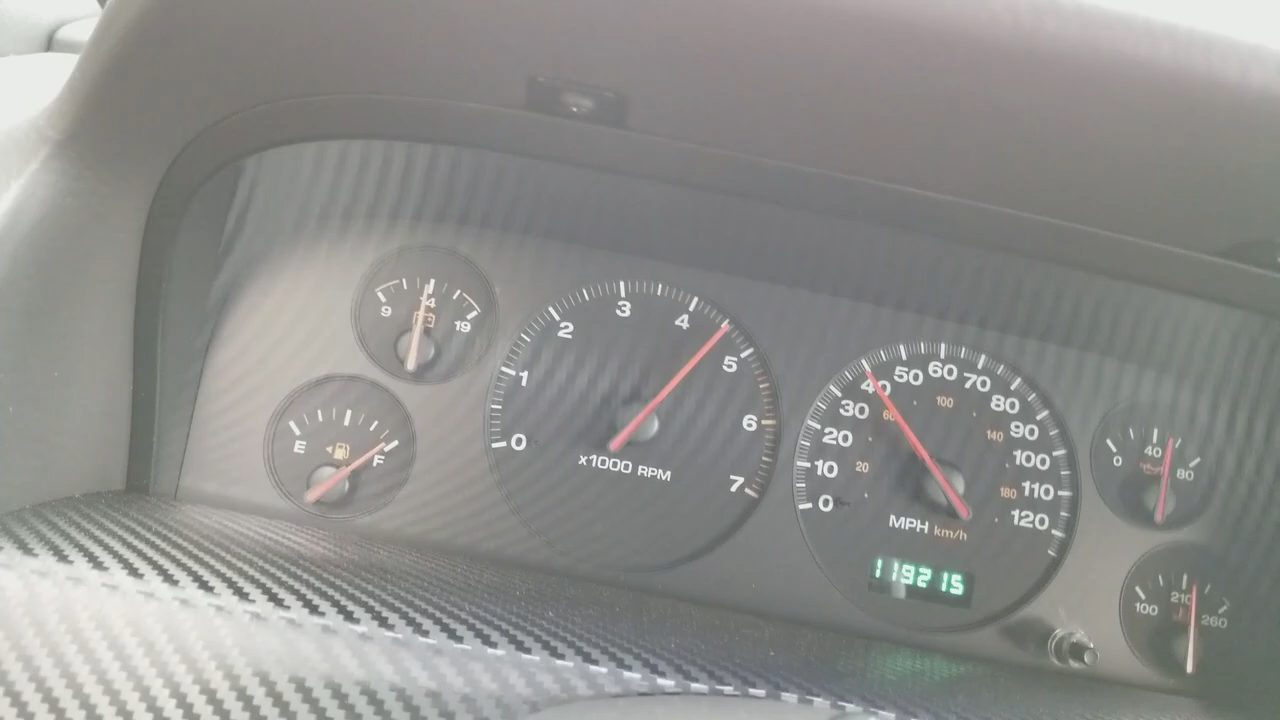 9 14 19
E F
0 1 2 3 4 5 6 7
x1000 RPM
0 10 20 30 40 50 60 70 80 90 100 110 120
20 60 100 140 180
MPH km/h
119215
0 40 80
100 210 260